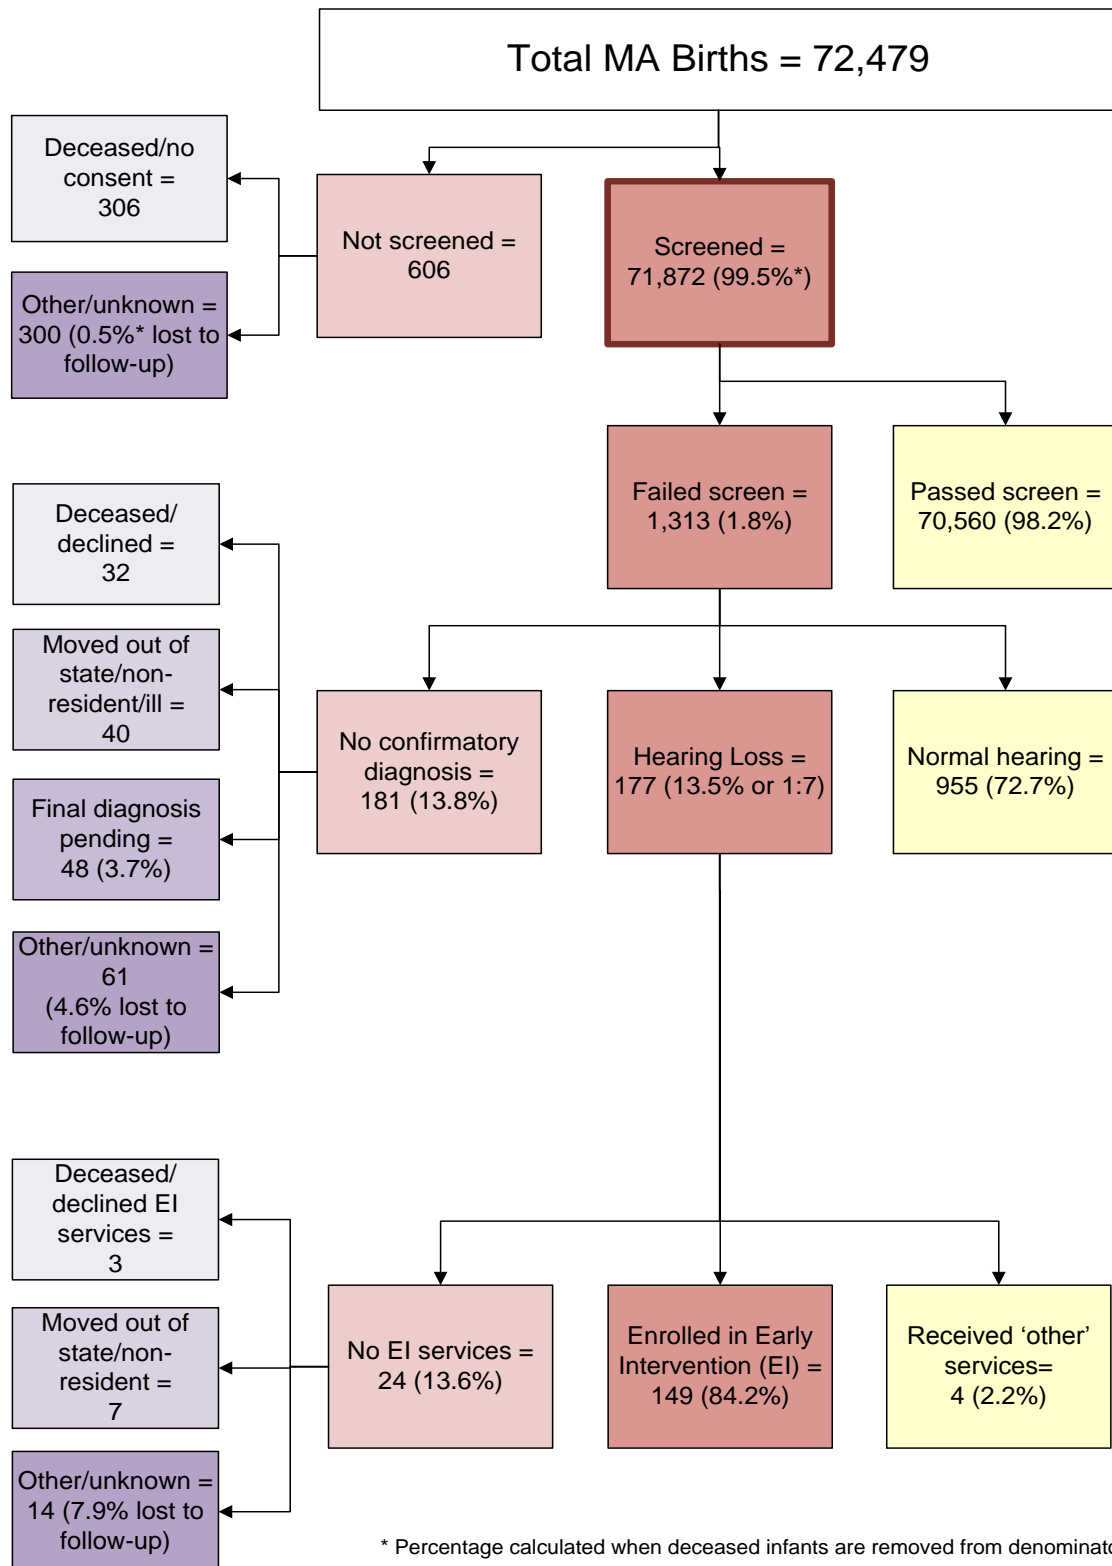 Total MA Births = 72,479
Deceased/no
consent =
306
Not screened =
606
Screened =
71,872 (99.5%*)
Other/unknown =
300 (0.5%* lost to
follow-up)
Failed screen =
1,313 (1.8%)
Passed screen =
70,560 (98.2%)
Deceased/
declined =
32
Moved out of
state/non-
resident/ill =
40
No confirmatory
diagnosis =
181 (13.8%)
Hearing Loss =
177 (13.5% or 1:7)
Normal hearing =
955 (72.7%)
Final diagnosis
pending =
48 (3.7%)
Other/unknown =
61
(4.6% lost to
follow-up)
Deceased/
declined EI
services =
3
Moved out of
state/non-
resident =
7
No EI services =
24 (13.6%)
Enrolled in Early
Intervention (EI) =
149 (84.2%)
Received ‘other’
services=
4 (2.2%)
Other/unknown =
14 (7.9% lost to
follow-up)
* Percentage calculated when deceased infants are removed from